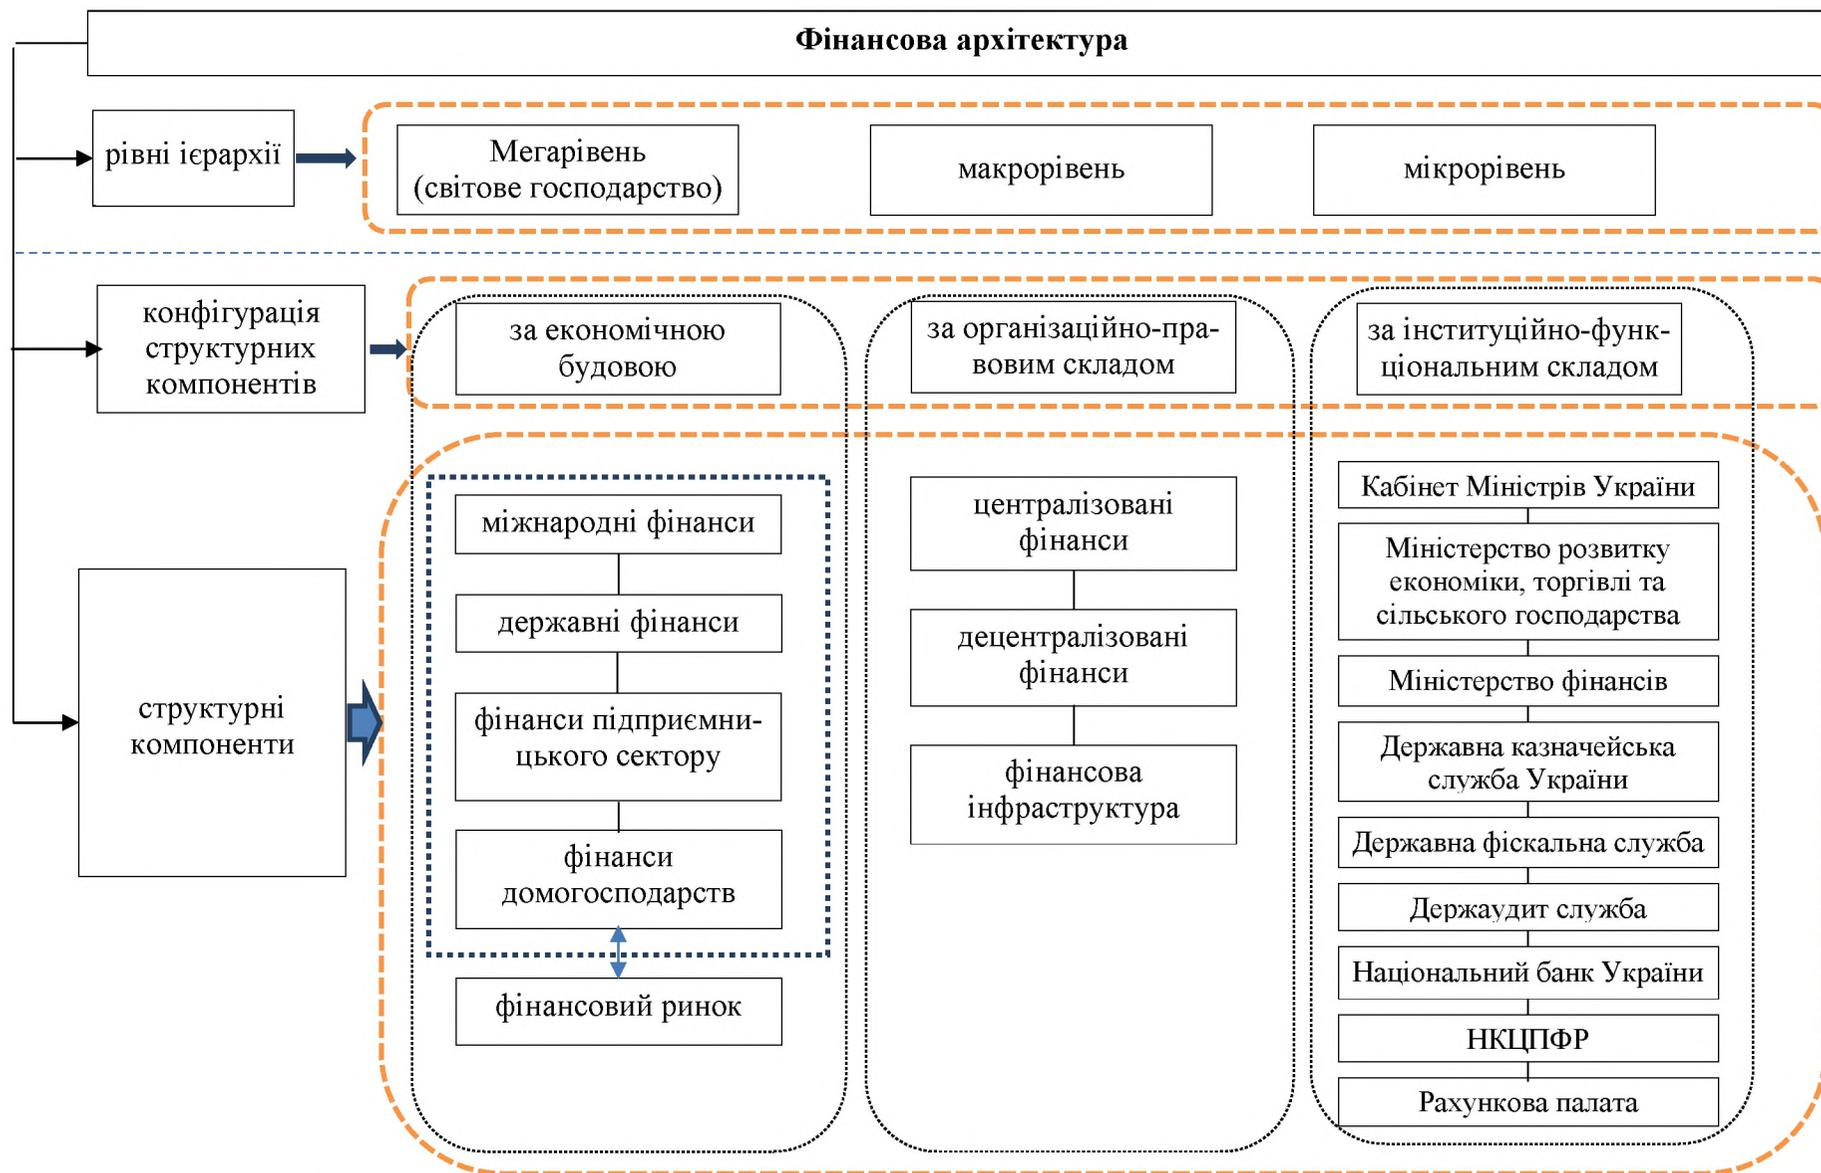 Фінансова архітектура
рівні ієрархії
Мегарівень
(світове господарство)
макрорівень
мікрорівень
конфігурація
структурних
компонентів
за економічною
будовою
за організаційно-пра-
вовим складом
за інституційно-функ-
ціональним складом
структурні
компоненти
міжнародні фінанси
державні фінанси
фінанси підприємни-
цького сектору
фінанси
домогосподарств
фінансовий ринок
централізовані
фінанси
децентралізовані
фінанси
фінансова
інфраструктура
Кабінет Міністрів України
Міністерство розвитку
економіки, торгівлі та
сільського господарства
Міністерство фінансів
Державна казначейська
служба України
Державна фіскальна служба
Держаудит служба
Національний банк України
НКЦПФР
Рахункова палата